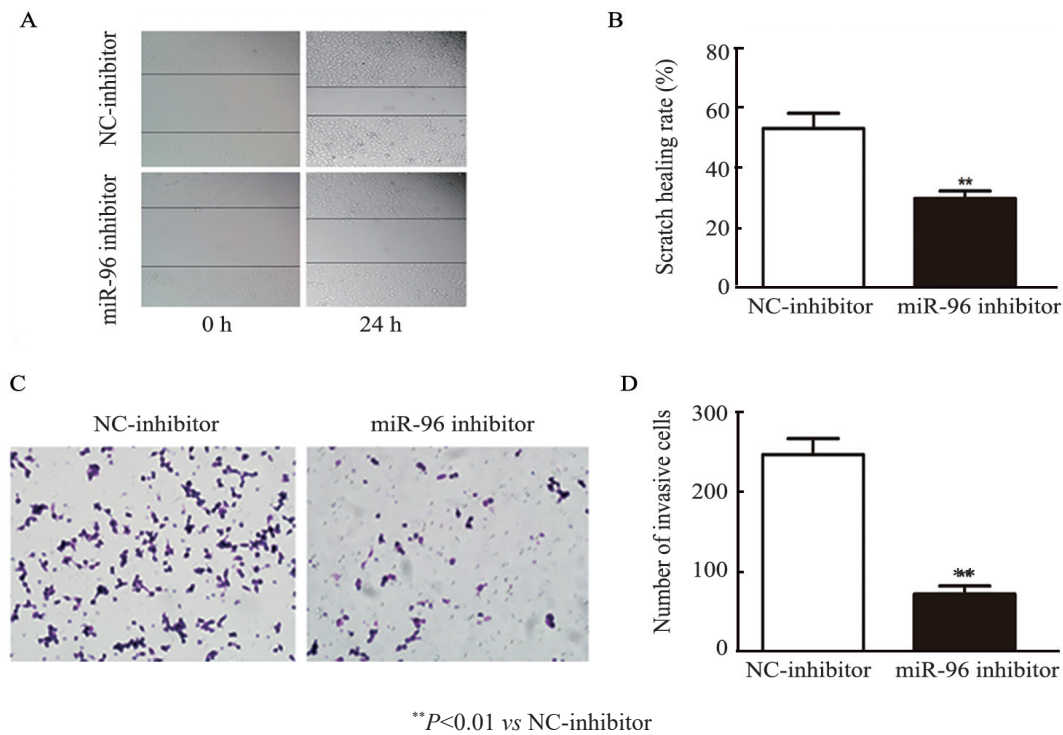 A
NC-inhibitor
miR-96 inhibitor
0 h
24 h
B
Scratch healing rate (%)
80
60
40
20
0
**
NC-inhibitor
miR-96 inhibitor
C
NC-inhibitor
miR-96 inhibitor
D
Number of invasive cells
300
200
100
0
**
NC-inhibitor
miR-96 inhibitor
**P<0.01 vs NC-inhibitor